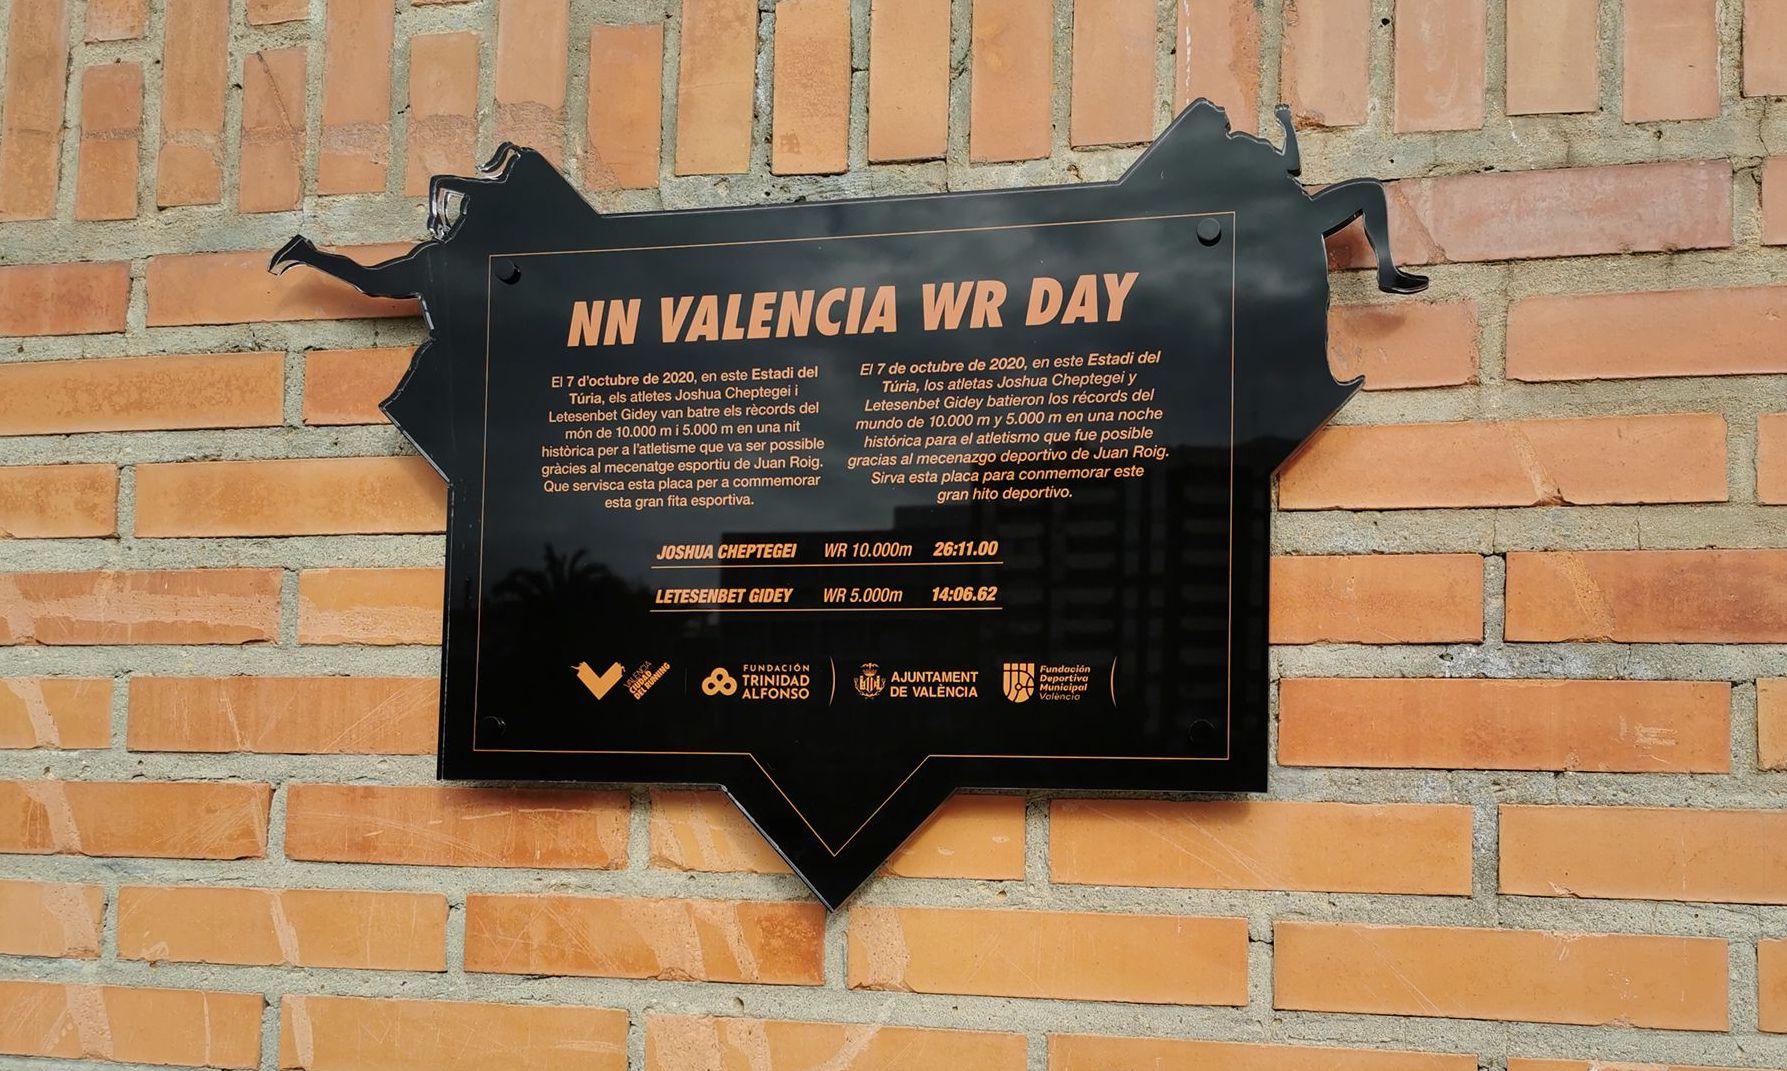 NN VALENCIA WR DAY
El 7 d'octubre de 2020, en este Estadi del
Túria, els atletes Joshua Cheptegei i
Letesenbet Gidey van batre els rècords del
món de 10.000 m i 5.000 m en una nit
històrica per a l'atletisme que va ser possible
gràcies al mecenatge esportiu de Juan Roig.
Que servisca esta placa per a commemorar
esta gran fita esportiva.
El 7 de octubre de 2020, en este Estadi del
Túria, los atletas Joshua Cheptegei y
Letesenbet Gidey batieron los récords del
mundo de 10.000 m y 5.000 m en una noche
histórica para el atletismo que fue posible
gracias al mecenazgo deportivo de Juan Roig.
Sirva esta placa para conmemorar este
gran hito deportivo.
JOSHUA CHEPTEGEI WR 10.000m 26:11.00
LETESENBET GIDEY WR 5.000m 14:06.62
VALENCIA
CIUDAD
DEL RUNNING
FUNDACIÓN
TRINIDAD
ALFONSO
AJUNTAMENT
DE VALÈNCIA
Fundación
Deportiva
Municipal
València